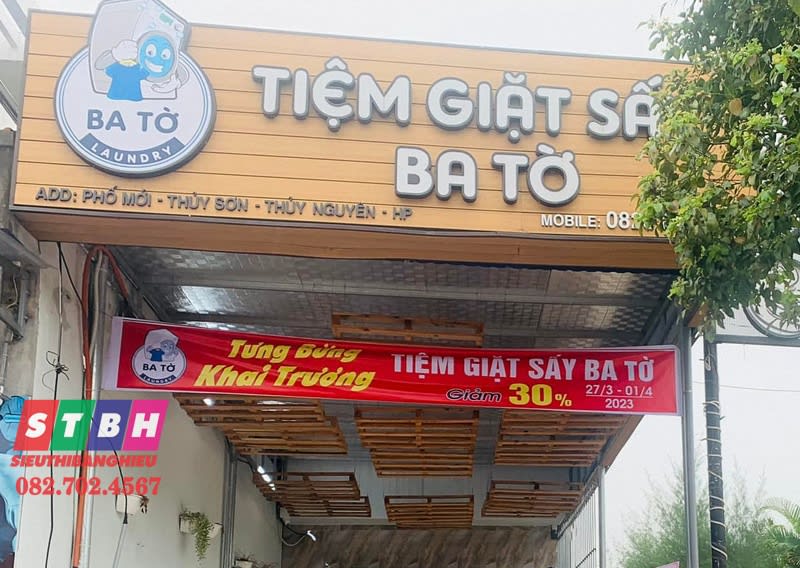 BA TỜ
LAUNDRY
TIỆM GIẶT SẤ
BA TỜ
ADD: PHỐ MỚI - THỦY SƠN - THỦY NGUYÊN - HP
MOBILE: 08
BA TỜ
LAUNDRY
Tưng Bừng
Khai Trương
TIỆM GIẶT SẤY BA TỜ
Giảm 30%
27/3 - 01/4
2023
STBH
SIEUTHIBANGHIEU
082.702.4567